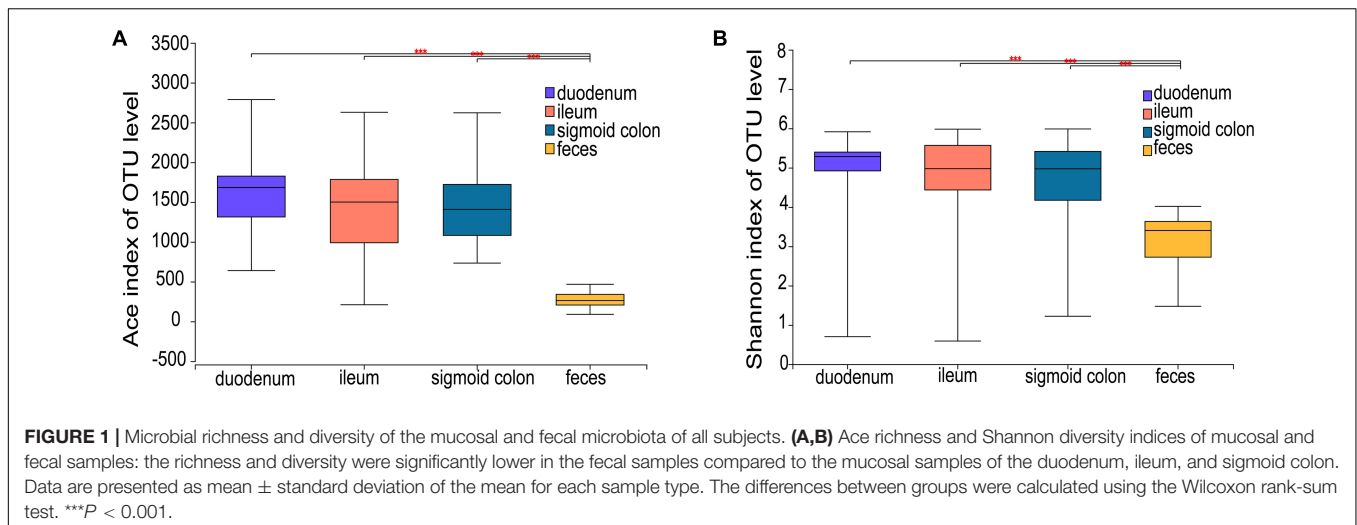 A
Ace index of OTU level
3500
3000
2500
2000
1500
1000
500
0
-500
***
***
***
duodenum
ileum
sigmoid colon
feces
duodenum ileum sigmoid colon feces
B
Shannon index of OTU level
8
7
6
5
4
3
2
1
0
***
***
***
duodenum
ileum
sigmoid colon
feces
duodenum ileum sigmoid colon feces
FIGURE 1 | Microbial richness and diversity of the mucosal and fecal microbiota of all subjects. (A,B) Ace richness and Shannon diversity indices of mucosal and
fecal samples: the richness and diversity were significantly lower in the fecal samples compared to the mucosal samples of the duodenum, ileum, and sigmoid colon.
Data are presented as mean ± standard deviation of the mean for each sample type. The differences between groups were calculated using the Wilcoxon rank-sum
test. ***P < 0.001.